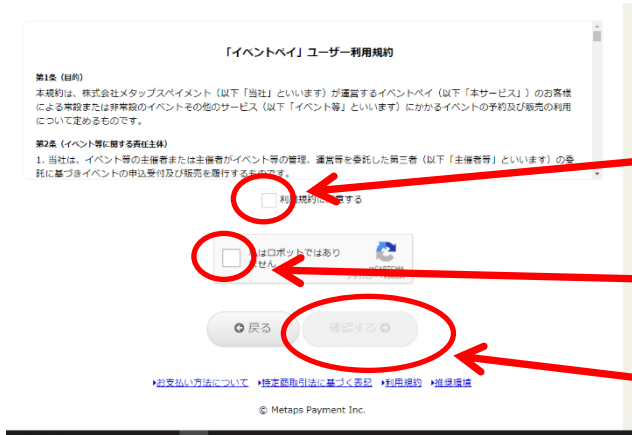 「イベントペイ」ユーザー利用規約
第1条（目的）
本規約は、株式会社メタップスペイメント（以下「当社」といいます）が運営するイベントペイ（以下「本サービス」）のお客様
による常設または非常設のイベントその他のサービス（以下「イベント等」といいます）にかかるイベントの予約及び販売の利用
について定めるものです。
第2条（イベント等に関する責任主体）
1. 当社は、イベント等の主催者または主催者がイベント等の管理、運営等を委託した第三者（以下「主催者等」といいます）の委
託に基づきイベントの申込受付及び販売を履行するものです。
利用規約に同意する
私はロボットではあり
ません
reCAPTCHA
戻る
確認する
お支払い方法について 特定商取引法に基づく表記 利用規約 推奨環境
© Metaps Payment Inc.